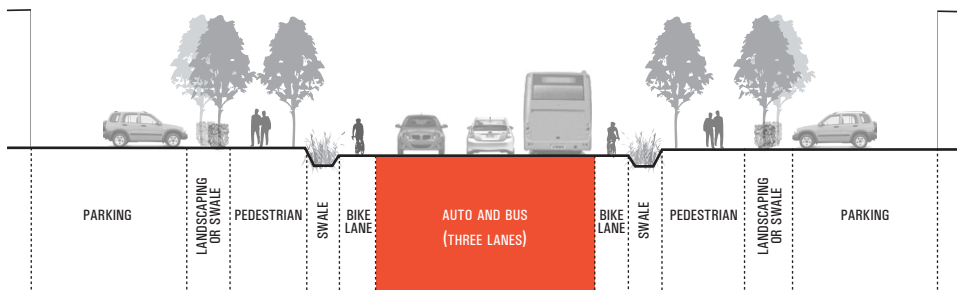 PARKING
LANDSCAPING
OR SWALE
PEDESTRIAN
SWALE
BIKE
LANE
AUTO AND BUS
(THREE LANES)
BIKE
LANE
SWALE
PEDESTRIAN
LANDSCAPING
OR SWALE
PARKING